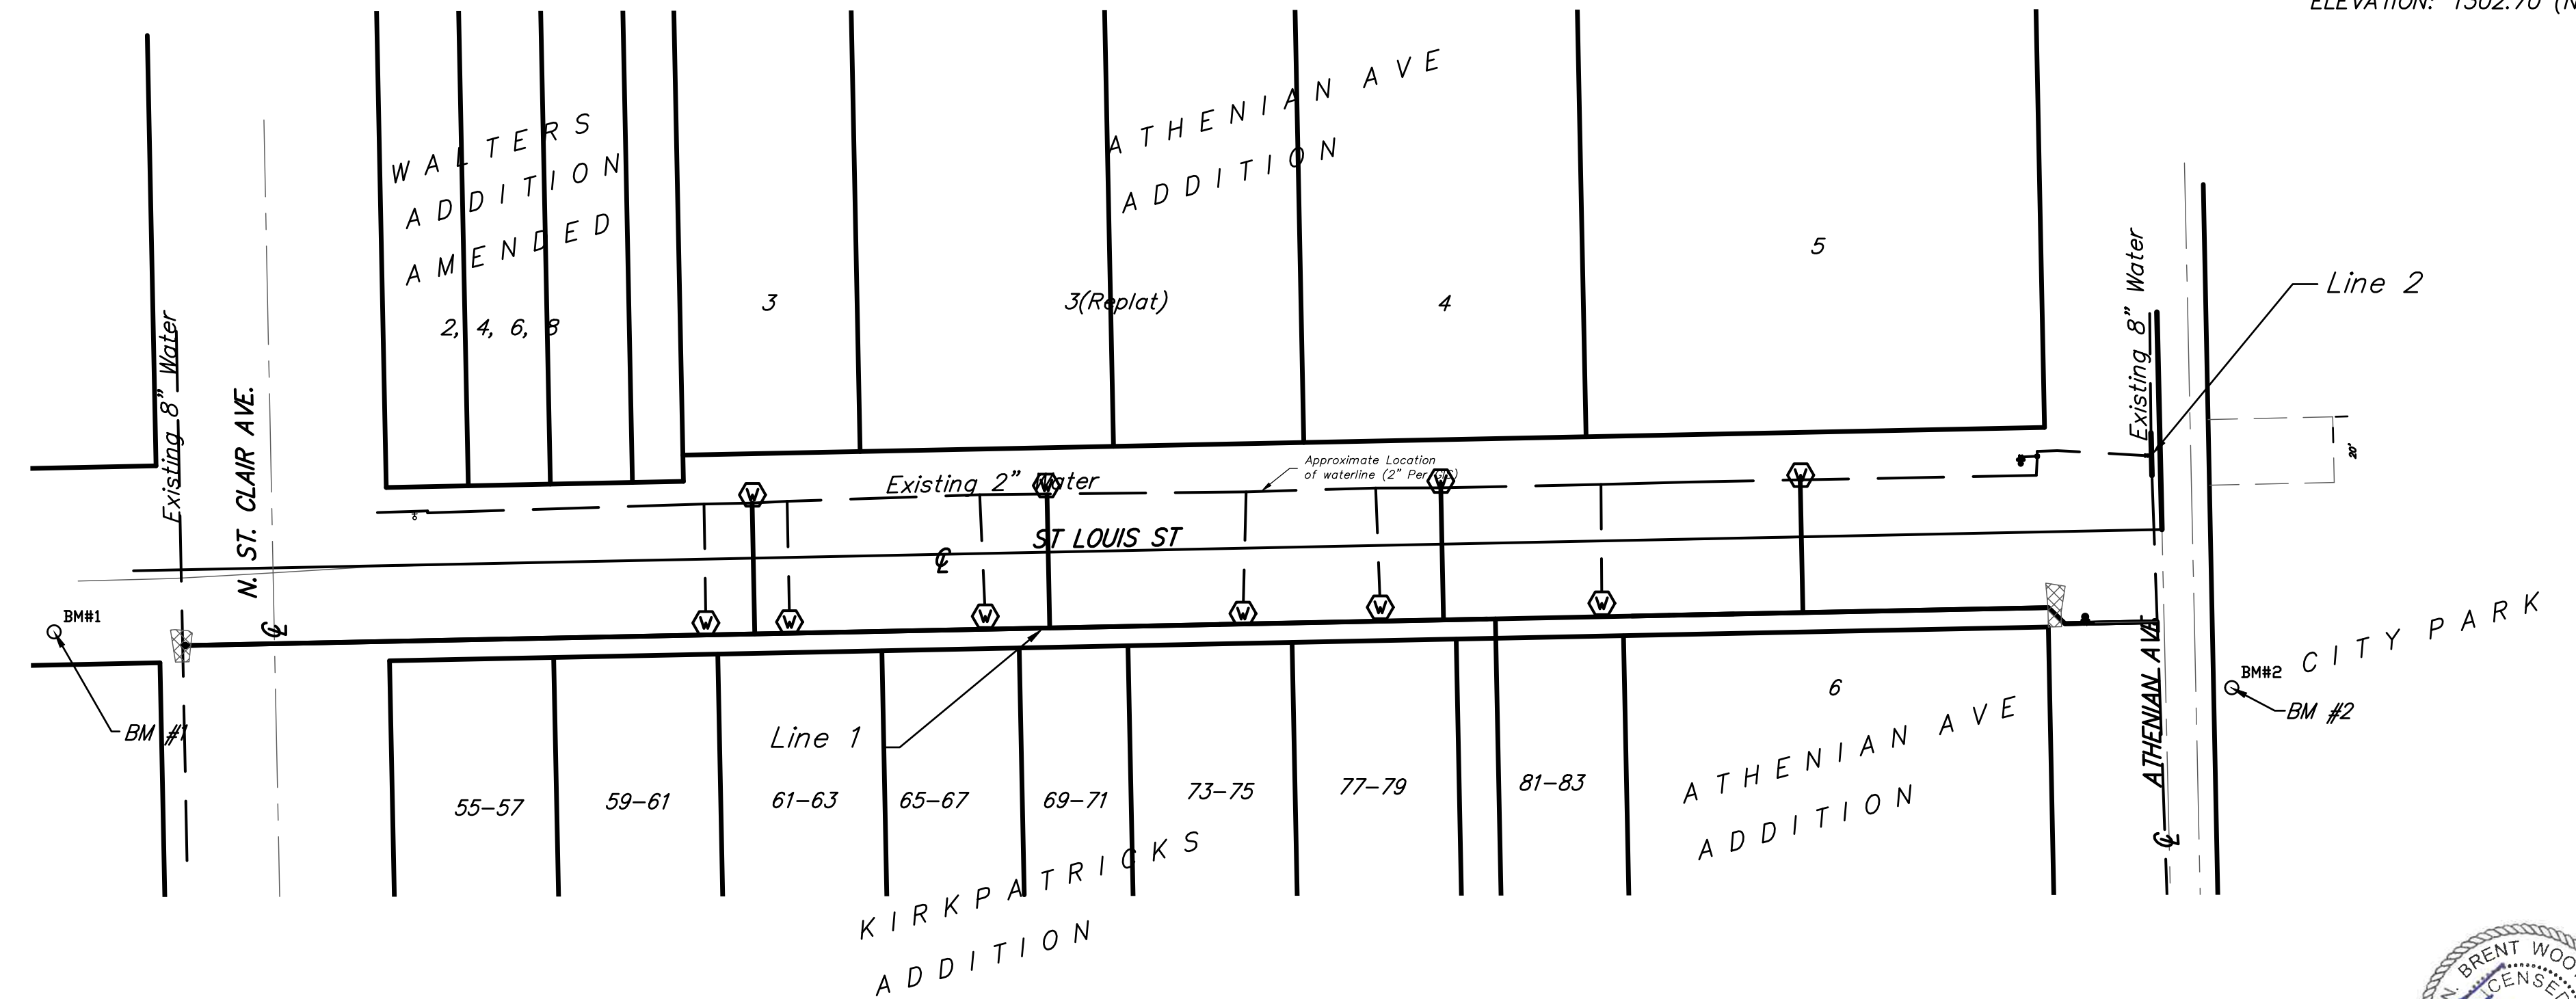 ELEVATION: 1302.70 (N
WALTERS
ADDITION
AMENDED
2, 4, 6, 8
ATHENIAN AVE
ADDITION
3
3(Replat)
4
5
Existing 8" Water
N. ST. CLAIR AVE.
Existing 8" Water
Line 2
20'
Existing 2" Water
Approximate Location
of waterline (2" Per GIS)
W
W
W
W
ST LOUIS ST
℄
W
W
W
W
W
W
BM#1
BM #1
℄
Line 1
55-57
59-61
61-63
65-67
69-71
73-75
77-79
81-83
6
ATHENIAN AVE
ADDITION
KIRKPATRICKS
ADDITION
ATHENIAN AVE
℄
BM#2
BM #2
CITY PARK
N. BRENT WOO
ICENSE